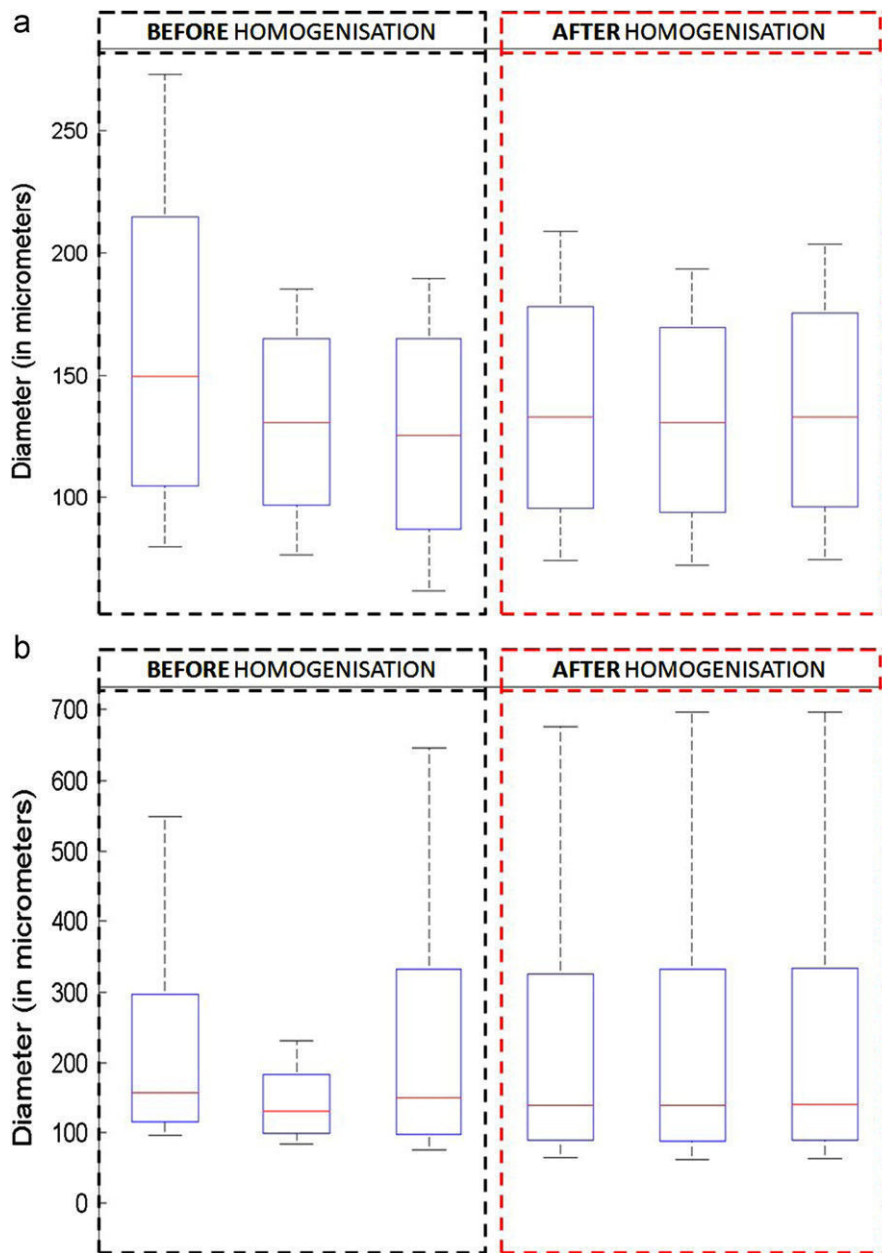 a
BEFORE HOMOGENISATION
AFTER HOMOGENISATION
Diameter (in micrometers)
250
200
150
100
b
BEFORE HOMOGENISATION
AFTER HOMOGENISATION
Diameter (in micrometers)
700
600
500
400
300
200
100
0